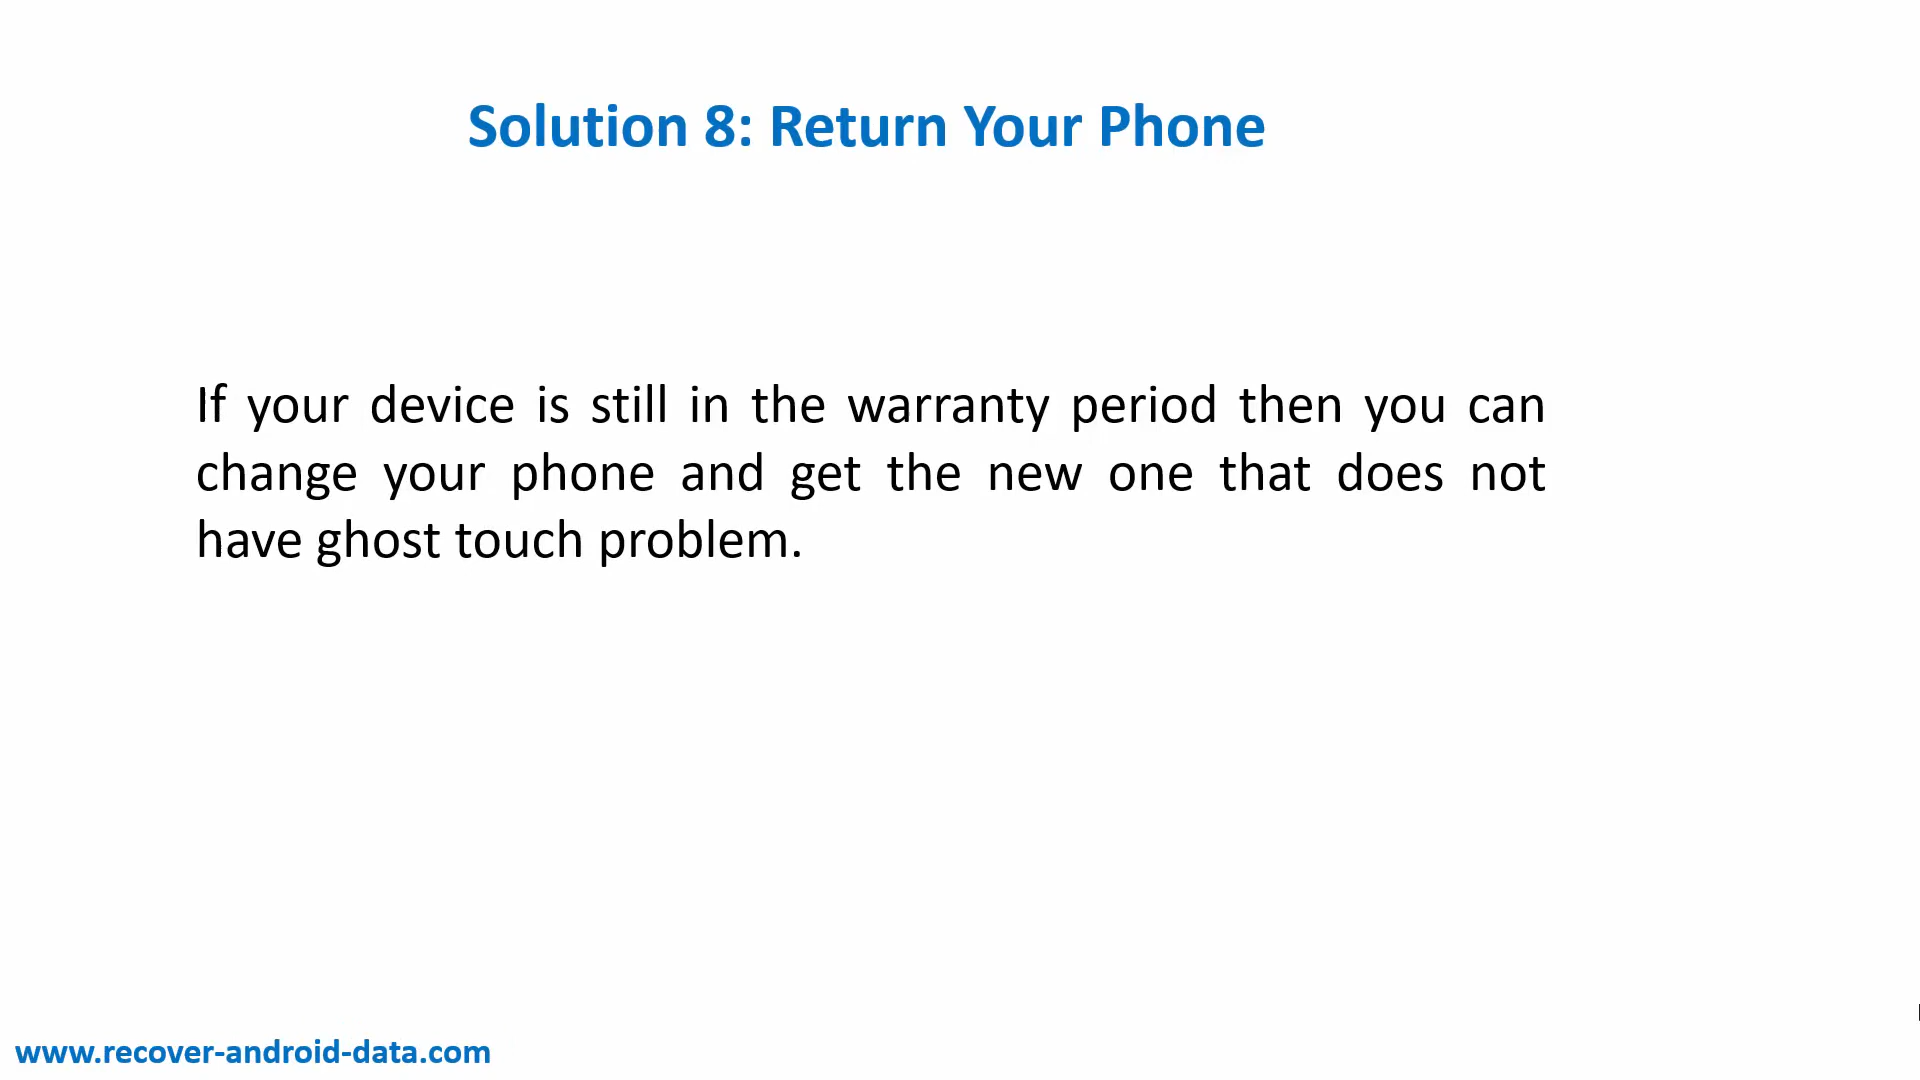 Solution 8: Return Your Phone
If your device is still in the warranty period then you can
change your phone and get the new one that does not
have ghost touch problem.
www.recover-android-data.com